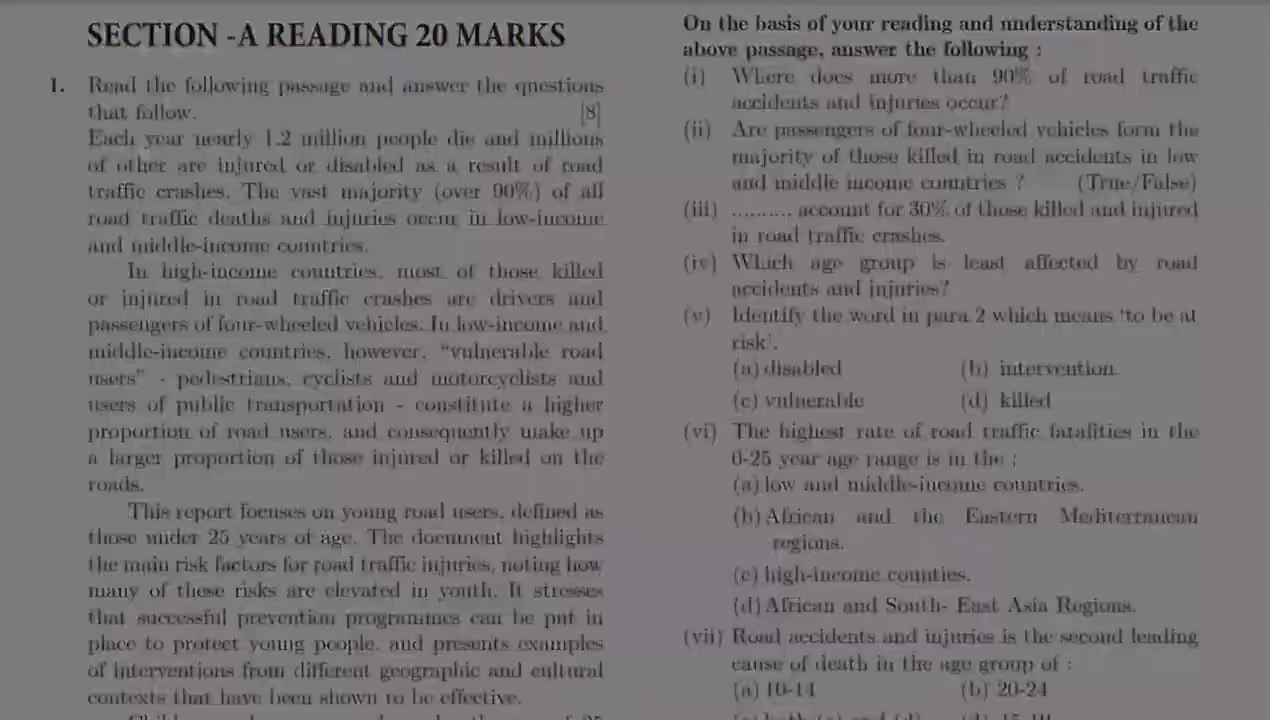 SECTION -A READING 20 MARKS
1. Read the following passage and answer the questions
that follow. [8]
Each year nearly 1.2 million people die and millions
of other are injured or disabled as a result of road
traffic crashes. The vast majority (over 90%) of all
road traffic deaths and injuries occur in low-income
and middle-income countries.
In high-income countries, most of those killed
or injured in road traffic crashes are drivers and
passengers of four-wheeled vehicles. In low-income and
middle-income countries, however, "vulnerable road
users" - pedestrians, cyclists and motorcyclists and
users of public transportation - constitute a higher
proportion of road users, and consequently make up
a larger proportion of those injured or killed on the
roads.
This report focuses on young road users, defined as
those under 25 years of age. The document highlights
the main risk factors for road traffic injuries, noting how
many of these risks are elevated in youth. It stresses
that successful prevention programmes can be put in
place to protect young people, and presents examples
of interventions from different geographic and cultural
contexts that have been shown to be effective.
On the basis of your reading and understanding of the
above passage, answer the following :
(i) Where does more than 90% of road traffic
accidents and injuries occur?
(ii) Are passengers of four-wheeled vehicles form the
majority of those killed in road accidents in low
and middle income countries ? (True/False)
(iii) .......... account for 30% of those killed and injured
in road traffic crashes.
(iv) Which age group is least affected by road
accidents and injuries?
(v) Identify the word in para 2 which means 'to be at
risk'.
(a) disabled (b) intervention
(c) vulnerable (d) killed
(vi) The highest rate of road traffic fatalities in the
0-25 year age range is in the :
(a) low and middle-income countries.
(b) African and the Eastern Mediterranean
regions.
(c) high-income counties.
(d) African and South- East Asia Regions.
(vii) Road accidents and injuries is the second leading
cause of death in the age group of :
(a) 10-14 (b) 20-24